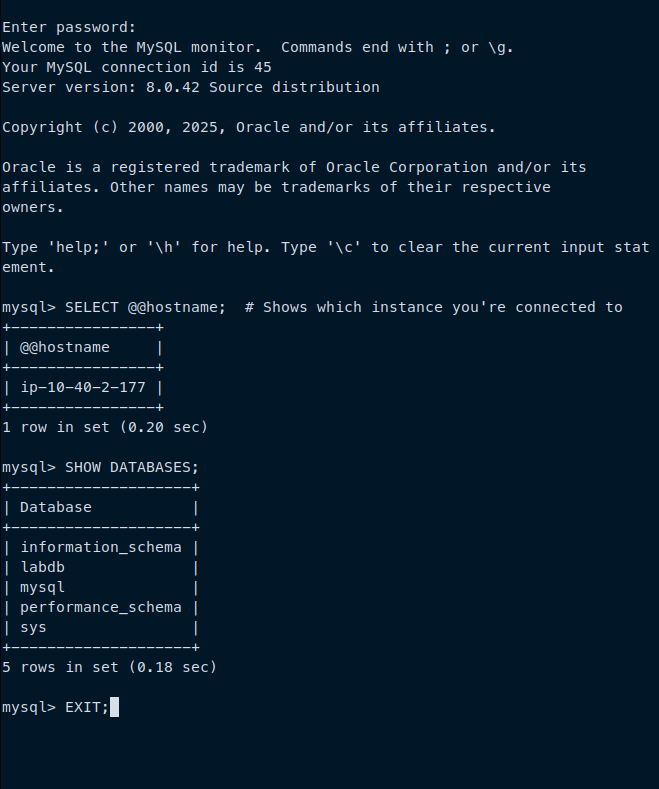 Enter password:
Welcome to the MySQL monitor.  Commands end with ; or \g.
Your MySQL connection id is 45
Server version: 8.0.42 Source distribution

Copyright (c) 2000, 2025, Oracle and/or its affiliates.

Oracle is a registered trademark of Oracle Corporation and/or its
affiliates. Other names may be trademarks of their respective
owners.

Type 'help;' or '\h' for help. Type '\c' to clear the current input stat
ement.

mysql> SELECT @@hostname;  # Shows which instance you're connected to
+----------------+
| @@hostname     |
+----------------+
| ip-10-40-2-177 |
+----------------+
1 row in set (0.20 sec)

mysql> SHOW DATABASES;
+--------------------+
| Database           |
+--------------------+
| information_schema |
| labdb              |
| mysql              |
| performance_schema |
| sys                |
+--------------------+
5 rows in set (0.18 sec)

mysql> EXIT;